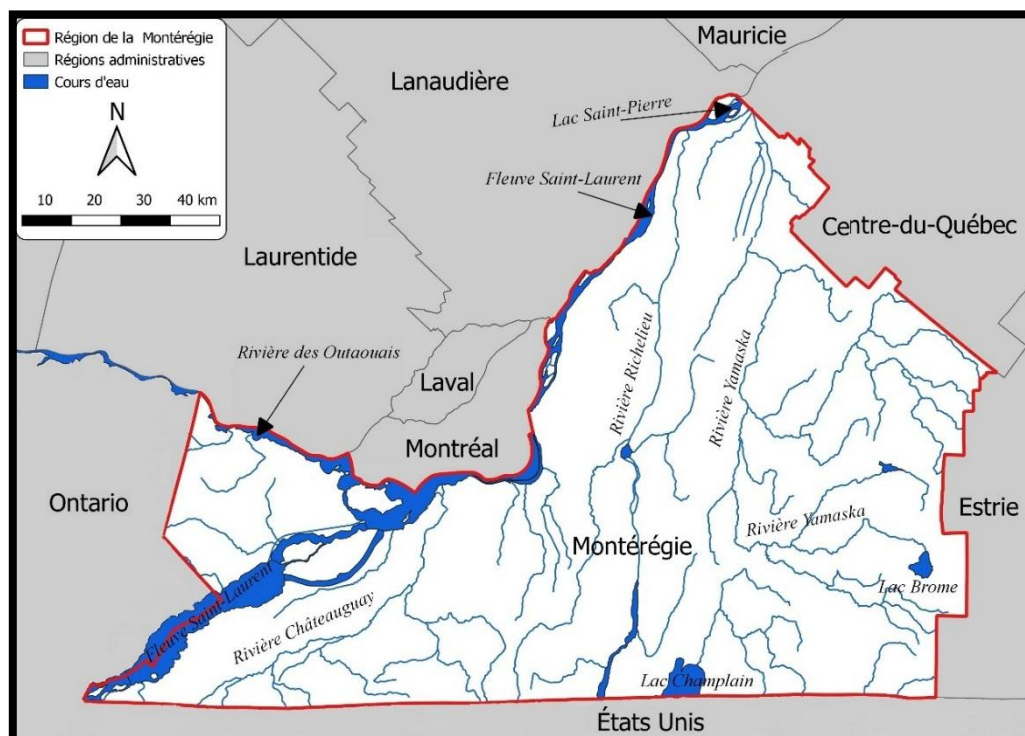 Région de la Montérégie
Régions administratives
Cours d'eau
N
10 20 30 40 km
Mauricie
Lanaudière
Lac Saint-Pierre
Fleuve Saint-Laurent
Centre-du-Québec
Laurentide
Rivière des Outaouais
Laval
Rivière Richelieu
Rivière Yamaska
Montréal
Ontario
Estrie
Rivière Yamaska
Montérégie
Lac Brome
Fleuve Saint-Laurent
Rivière Châteauguay
Lac Champlain
États Unis